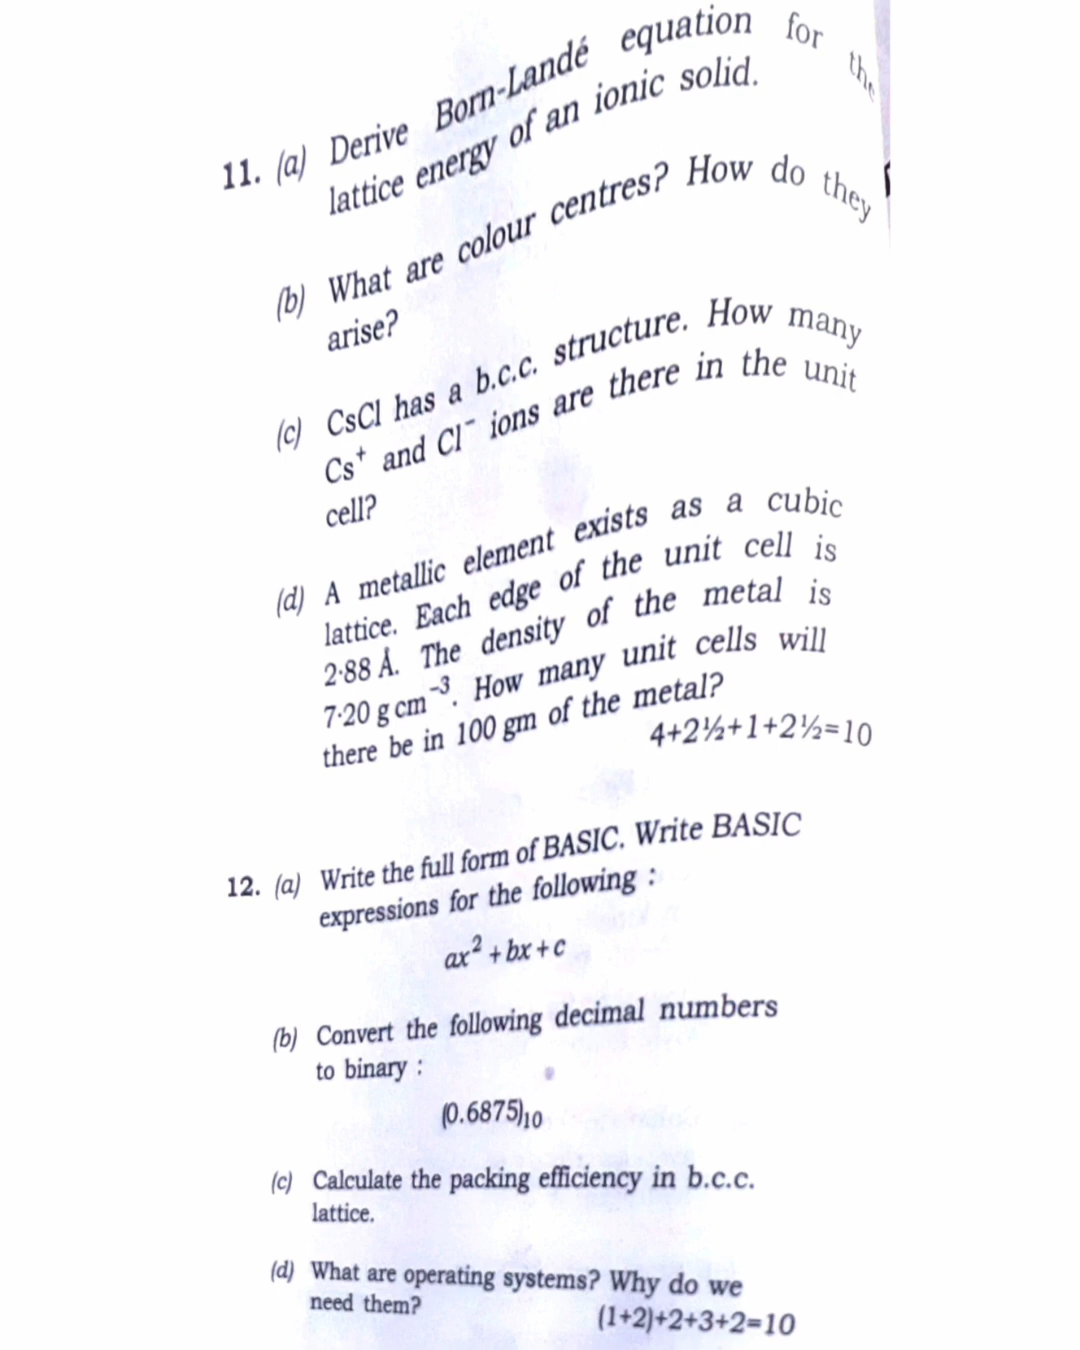 11. (a) Derive Born-Landé equation for the
lattice energy of an ionic solid.
(b) What are colour centres? How do they
arise?
(c) CsCl has a b.c.c. structure. How many
Cs⁺ and Cl⁻ ions are there in the unit
cell?
(d) A metallic element exists as a cubic
lattice. Each edge of the unit cell is
2·88 Å. The density of the metal is
7·20 g cm⁻³. How many unit cells will
there be in 100 gm of the metal?
4+2½+1+2½=10
12. (a) Write the full form of BASIC. Write BASIC
expressions for the following :
ax² + bx + c
(b) Convert the following decimal numbers
to binary :
(0.6875)₁₀
(c) Calculate the packing efficiency in b.c.c.
lattice.
(d) What are operating systems? Why do we
need them?
(1+2)+2+3+2=10